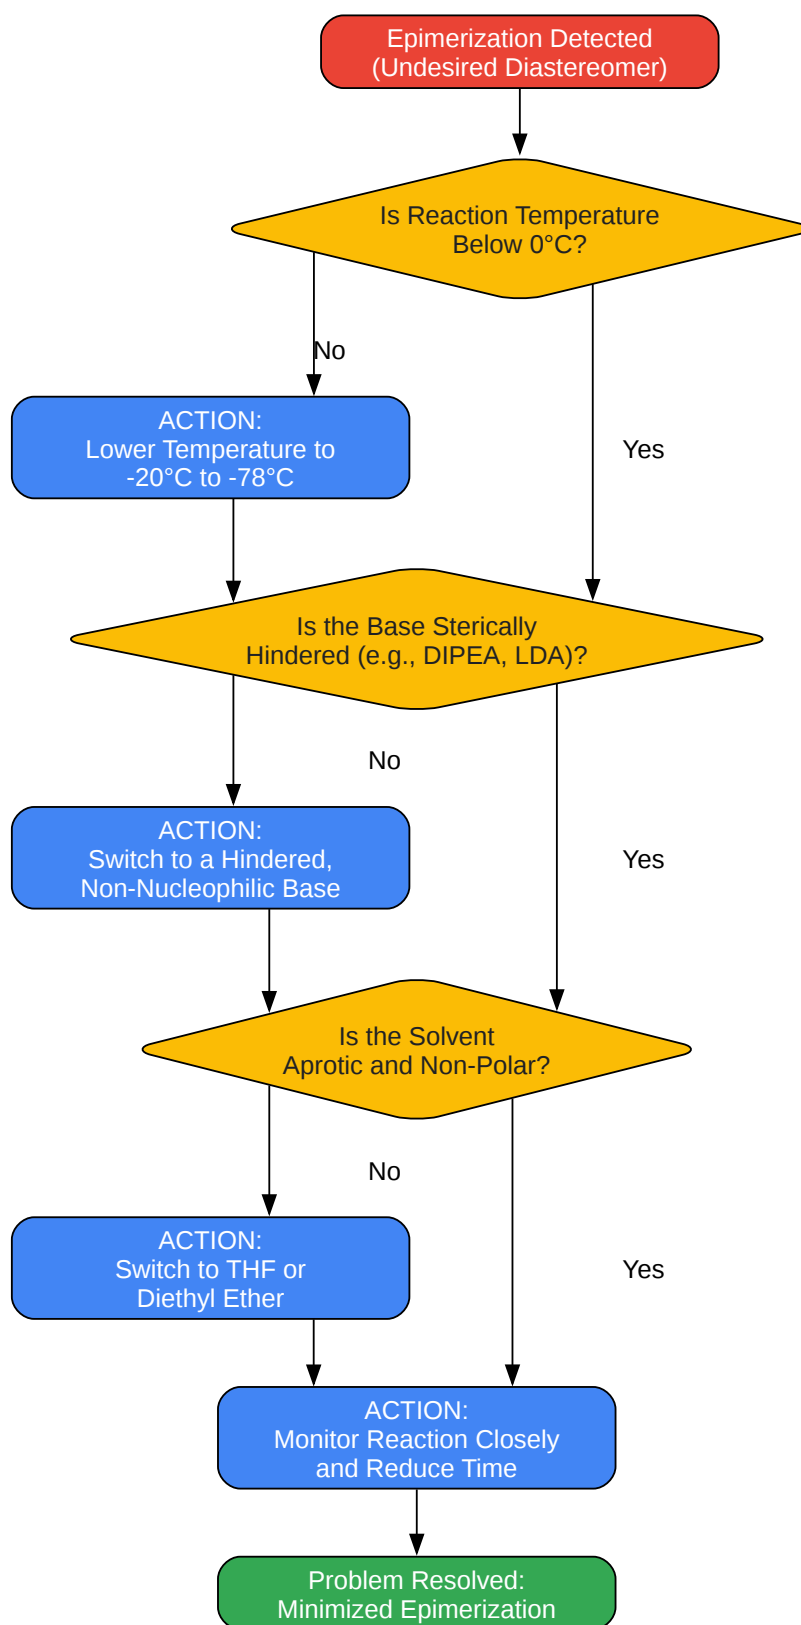 Epimerization Detected
(Undesired Diastereomer)
Is Reaction Temperature
Below 0°C?
No
ACTION:
Lower Temperature to
-20°C to -78°C
Yes
Is the Base Sterically
Hindered (e.g., DIPEA, LDA)?
No
ACTION:
Switch to a Hindered,
Non-Nucleophilic Base
Yes
Is the Solvent
Aprotic and Non-Polar?
No
ACTION:
Switch to THF or
Diethyl Ether
Yes
ACTION:
Monitor Reaction Closely
and Reduce Time
Problem Resolved:
Minimized Epimerization